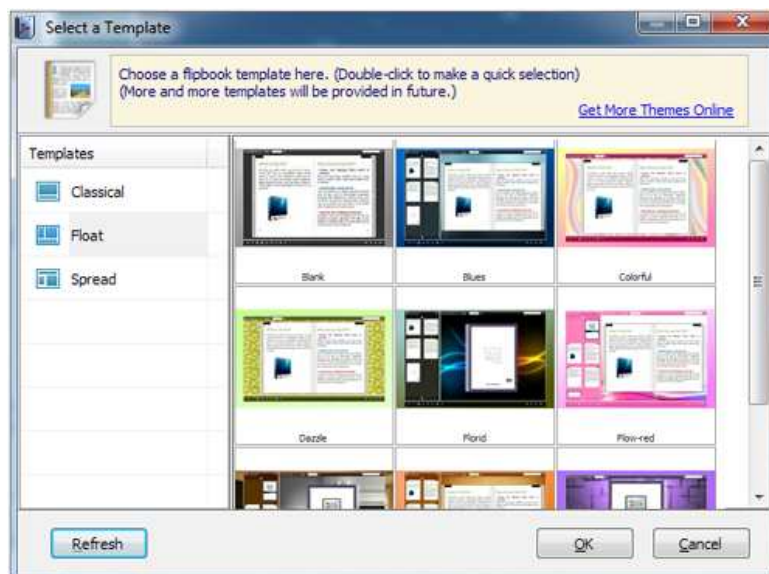 Select a Template
Choose a flipbook template here. (Double-click to make a quick selection)
(More and more templates will be provided in future.)
Get More Themes Online
Templates
Classical
Float
Spread
Blank
Blues
Colorful
Dazzle
Florid
Flow-red
Refresh
OK
Cancel